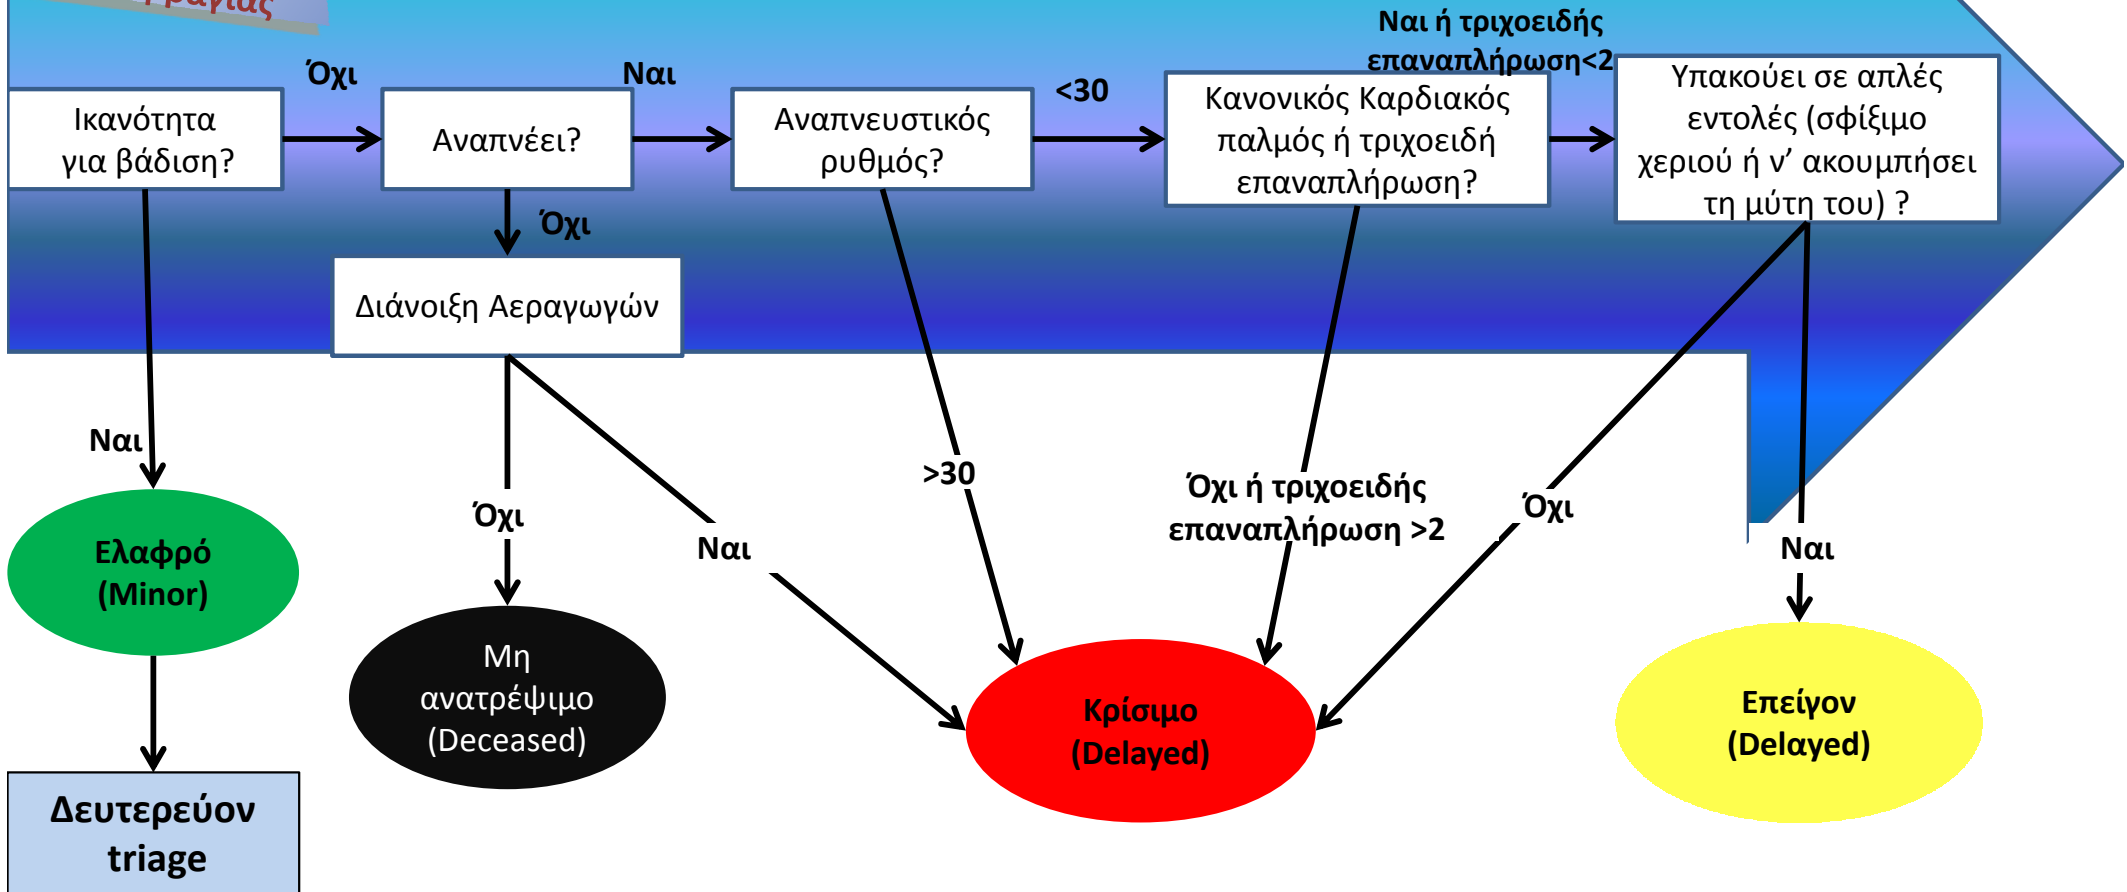 Ναι ή τριχοειδής
επαναπλήρωση<2
Όχι
Ναι
<30
Ικανότητα
για βάδιση?
Αναπνέει?
Αναπνευστικός
ρυθμός?
Κανονικός Καρδιακός
παλμός ή τριχοειδή
επαναπλήρωση?
Υπακούει σε απλές
εντολές (σφίξιμο
χεριού ή ν’ ακουμπήσει
τη μύτη του) ?
Όχι
Διάνοιξη Αεραγωγών
Ναι
Όχι
Ναι
>30
Όχι ή τριχοειδής
επαναπλήρωση >2
Όχι
Ναι
Ελαφρό
(Minor)
Μη
ανατρέψιμο
(Deceased)
Κρίσιμο
(Delayed)
Επείγον
(Delαyed)
Δευτερεύον
triage